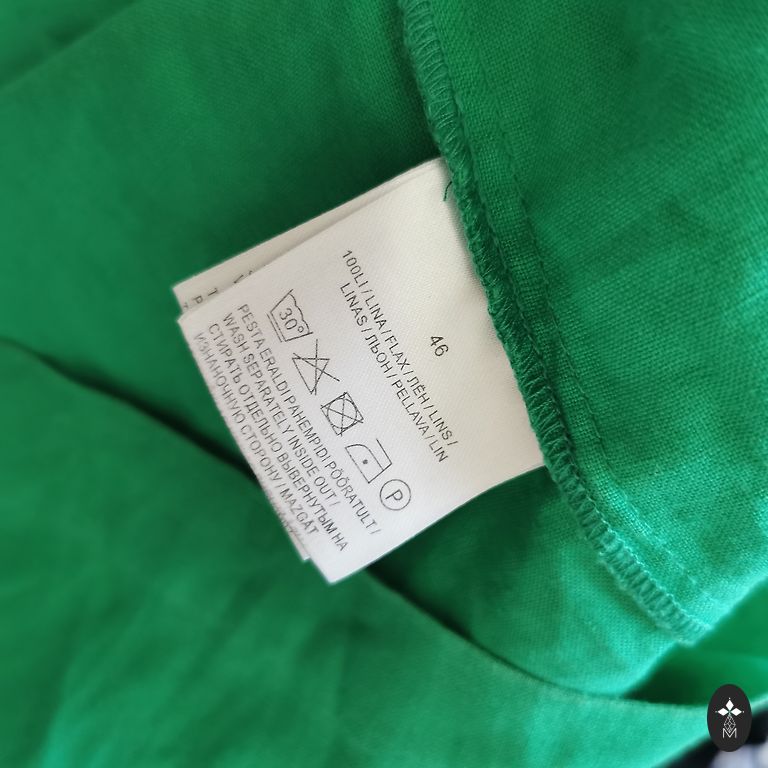 46
100LI / LINA / FLAX / ЛЁН / LINS /
LINAS / ЛЬОН / PELLAVA / LIN
30°
P
PESTA ERALDI PAHEMPIDI PÖÖRATULT /
WASH SEPARATELY INSIDE OUT /
СТИРАТЬ ОТДЕЛЬНО ВЫВЕРНУТЫМ НА
ИЗНАНОЧНУЮ СТОРОНУ / MAZGĀT
M